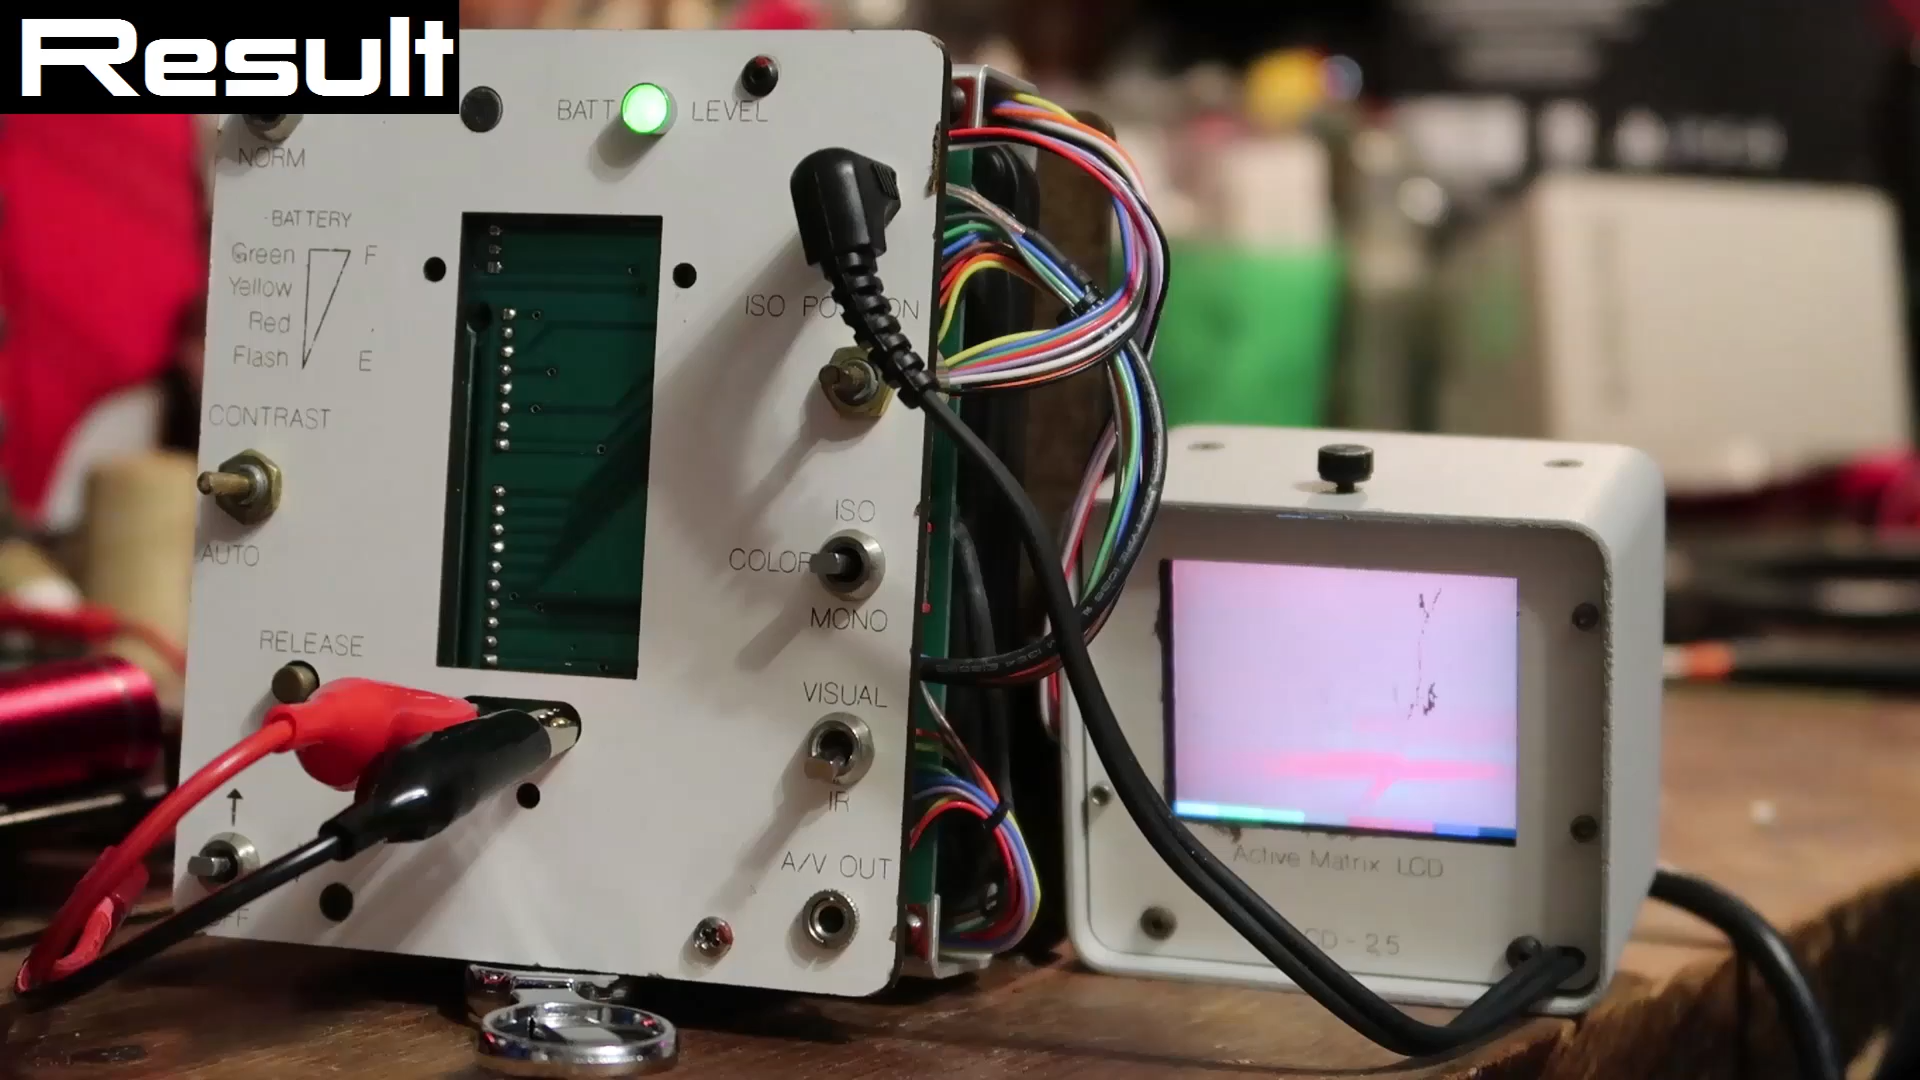 Result
BATT LEVEL
NORM
BATTERY
Green F
Yellow
Red
Flash E
CONTRAST
AUTO
RELEASE
ISO
COLOR
MONO
VISUAL
IR
A/V OUT
ISO
Active Matrix LCD